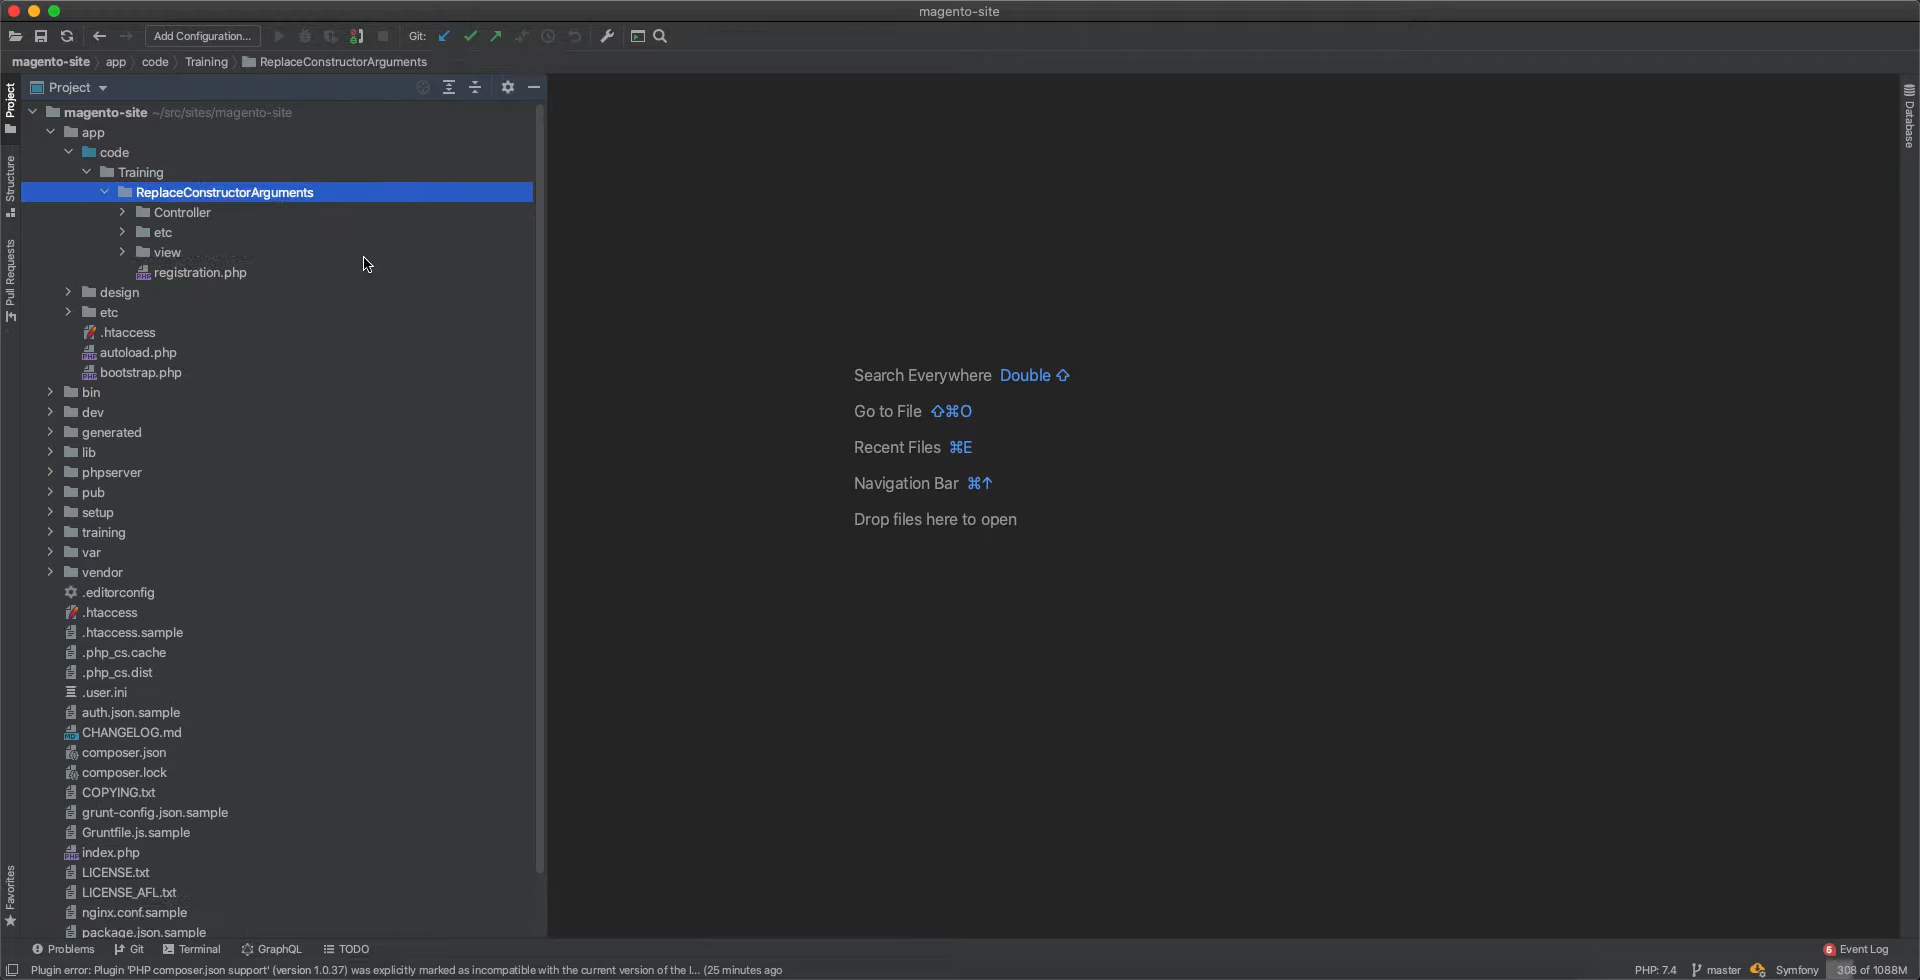 magento-site
Add Configuration...
Git:
magento-site
app
code
Training
ReplaceConstructorArguments
Project
Project
Structure
Pull Requests
Favorites
magento-site ~/src/sites/magento-site
app
code
Training
ReplaceConstructorArguments
Controller
etc
view
registration.php
design
etc
.htaccess
autoload.php
bootstrap.php
bin
dev
generated
lib
phpserver
pub
setup
training
var
vendor
.editorconfig
.htaccess
.htaccess.sample
.php_cs.cache
.php_cs.dist
.user.ini
auth.json.sample
CHANGELOG.md
composer.json
composer.lock
COPYING.txt
grunt-config.json.sample
Gruntfile.js.sample
index.php
LICENSE.txt
LICENSE_AFL.txt
nginx.conf.sample
package.json.sample
Search Everywhere Double ⇧
Go to File ⇧⌘O
Recent Files ⌘E
Navigation Bar ⌘↑
Drop files here to open
Database
Problems
Git
Terminal
GraphQL
TODO
5 Event Log
Plugin error: Plugin 'PHP composer.json support' (version 1.0.37) was explicitly marked as incompatible with the current version of the I... (25 minutes ago
PHP: 7.4
master
Symfony
308 of 1088M